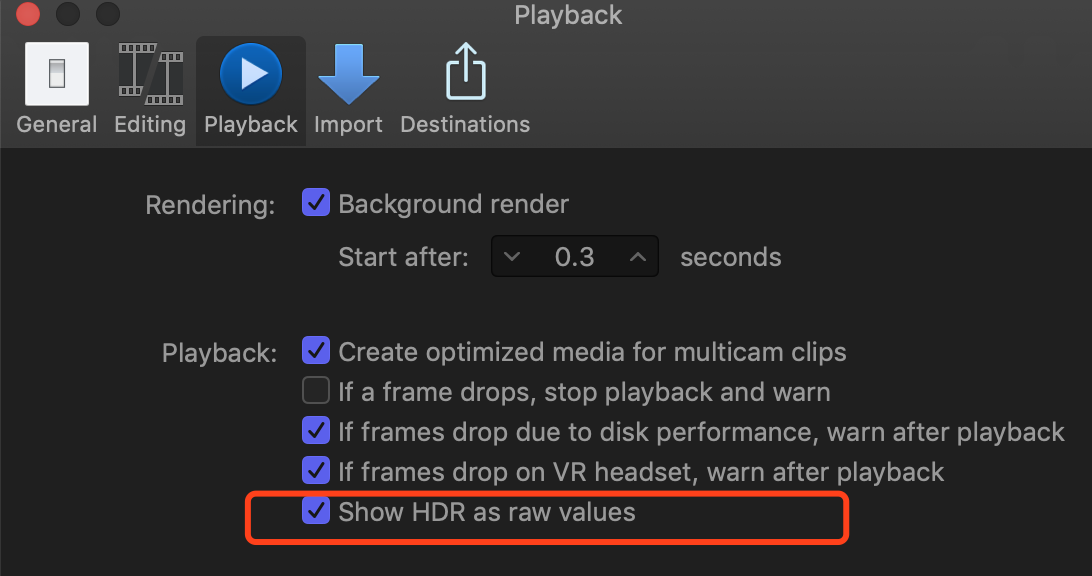 Playback
General Editing Playback Import Destinations
Rendering: Background render
Start after: 0.3 seconds
Playback: Create optimized media for multicam clips
If a frame drops, stop playback and warn
If frames drop due to disk performance, warn after playback
If frames drop on VR headset, warn after playback
Show HDR as raw values